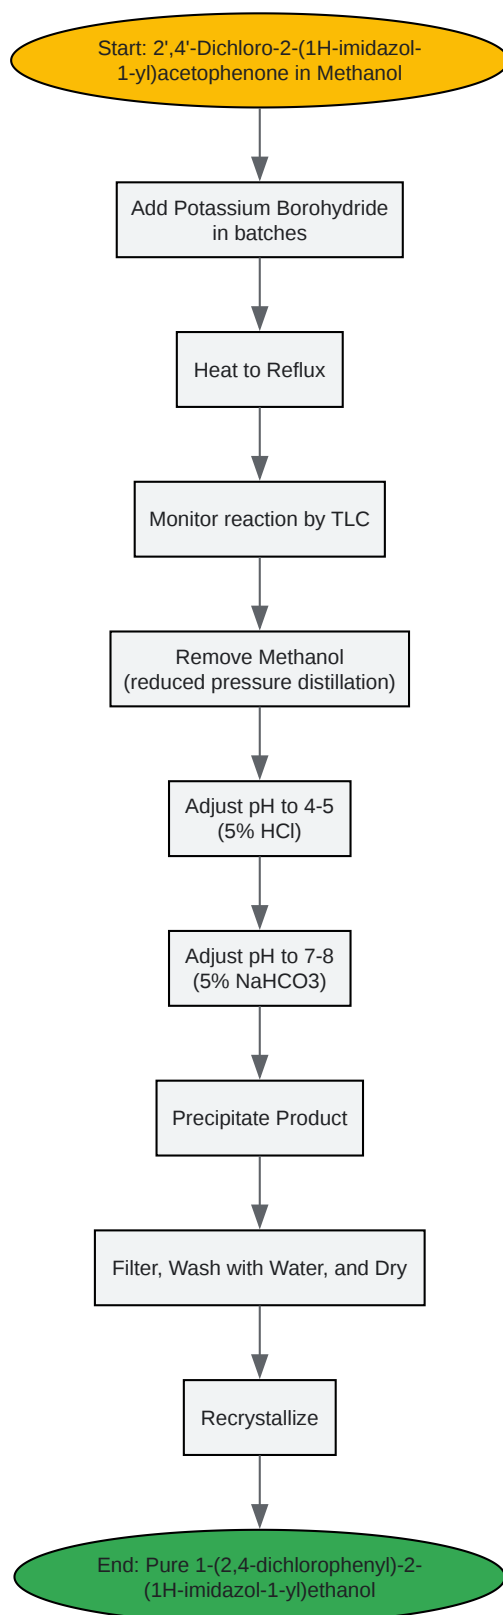 Start: 2',4'-Dichloro-2-(1H-imidazol-
1-yl)acetophenone in Methanol
Add Potassium Borohydride
in batches
Heat to Reflux
Monitor reaction by TLC
Remove Methanol
(reduced pressure distillation)
Adjust pH to 4-5
(5% HCl)
Adjust pH to 7-8
(5% NaHCO3)
Precipitate Product
Filter, Wash with Water, and Dry
Recrystallize
End: Pure 1-(2,4-dichlorophenyl)-2-
(1H-imidazol-1-yl)ethanol